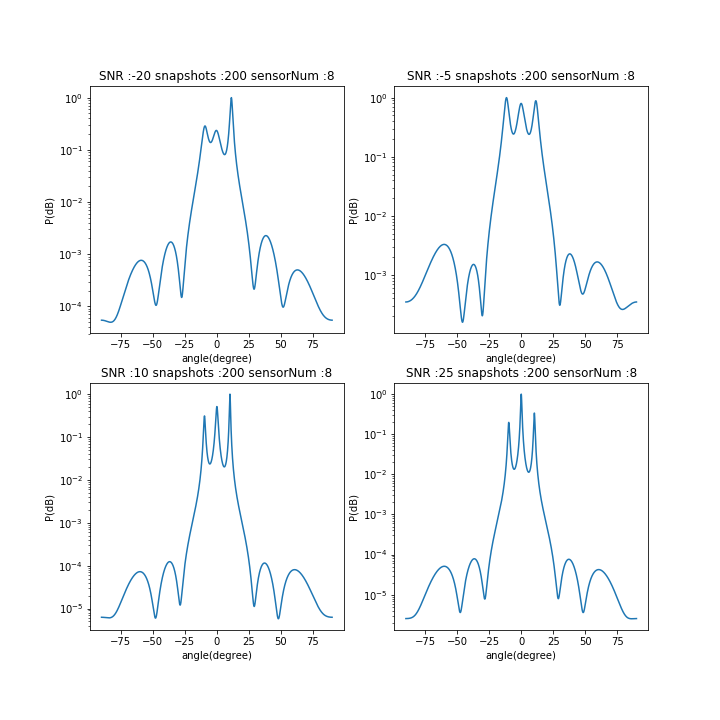 SNR :-20 snapshots :200 sensorNum :8
P(dB)
10⁰
10⁻¹
10⁻²
10⁻³
10⁻⁴
−75 −50 −25 0 25 50 75
angle(degree)
SNR :-5 snapshots :200 sensorNum :8
P(dB)
10⁰
10⁻¹
10⁻²
10⁻³
−75 −50 −25 0 25 50 75
angle(degree)
SNR :10 snapshots :200 sensorNum :8
P(dB)
10⁰
10⁻¹
10⁻²
10⁻³
10⁻⁴
10⁻⁵
−75 −50 −25 0 25 50 75
angle(degree)
SNR :25 snapshots :200 sensorNum :8
P(dB)
10⁰
10⁻¹
10⁻²
10⁻³
10⁻⁴
10⁻⁵
−75 −50 −25 0 25 50 75
angle(degree)